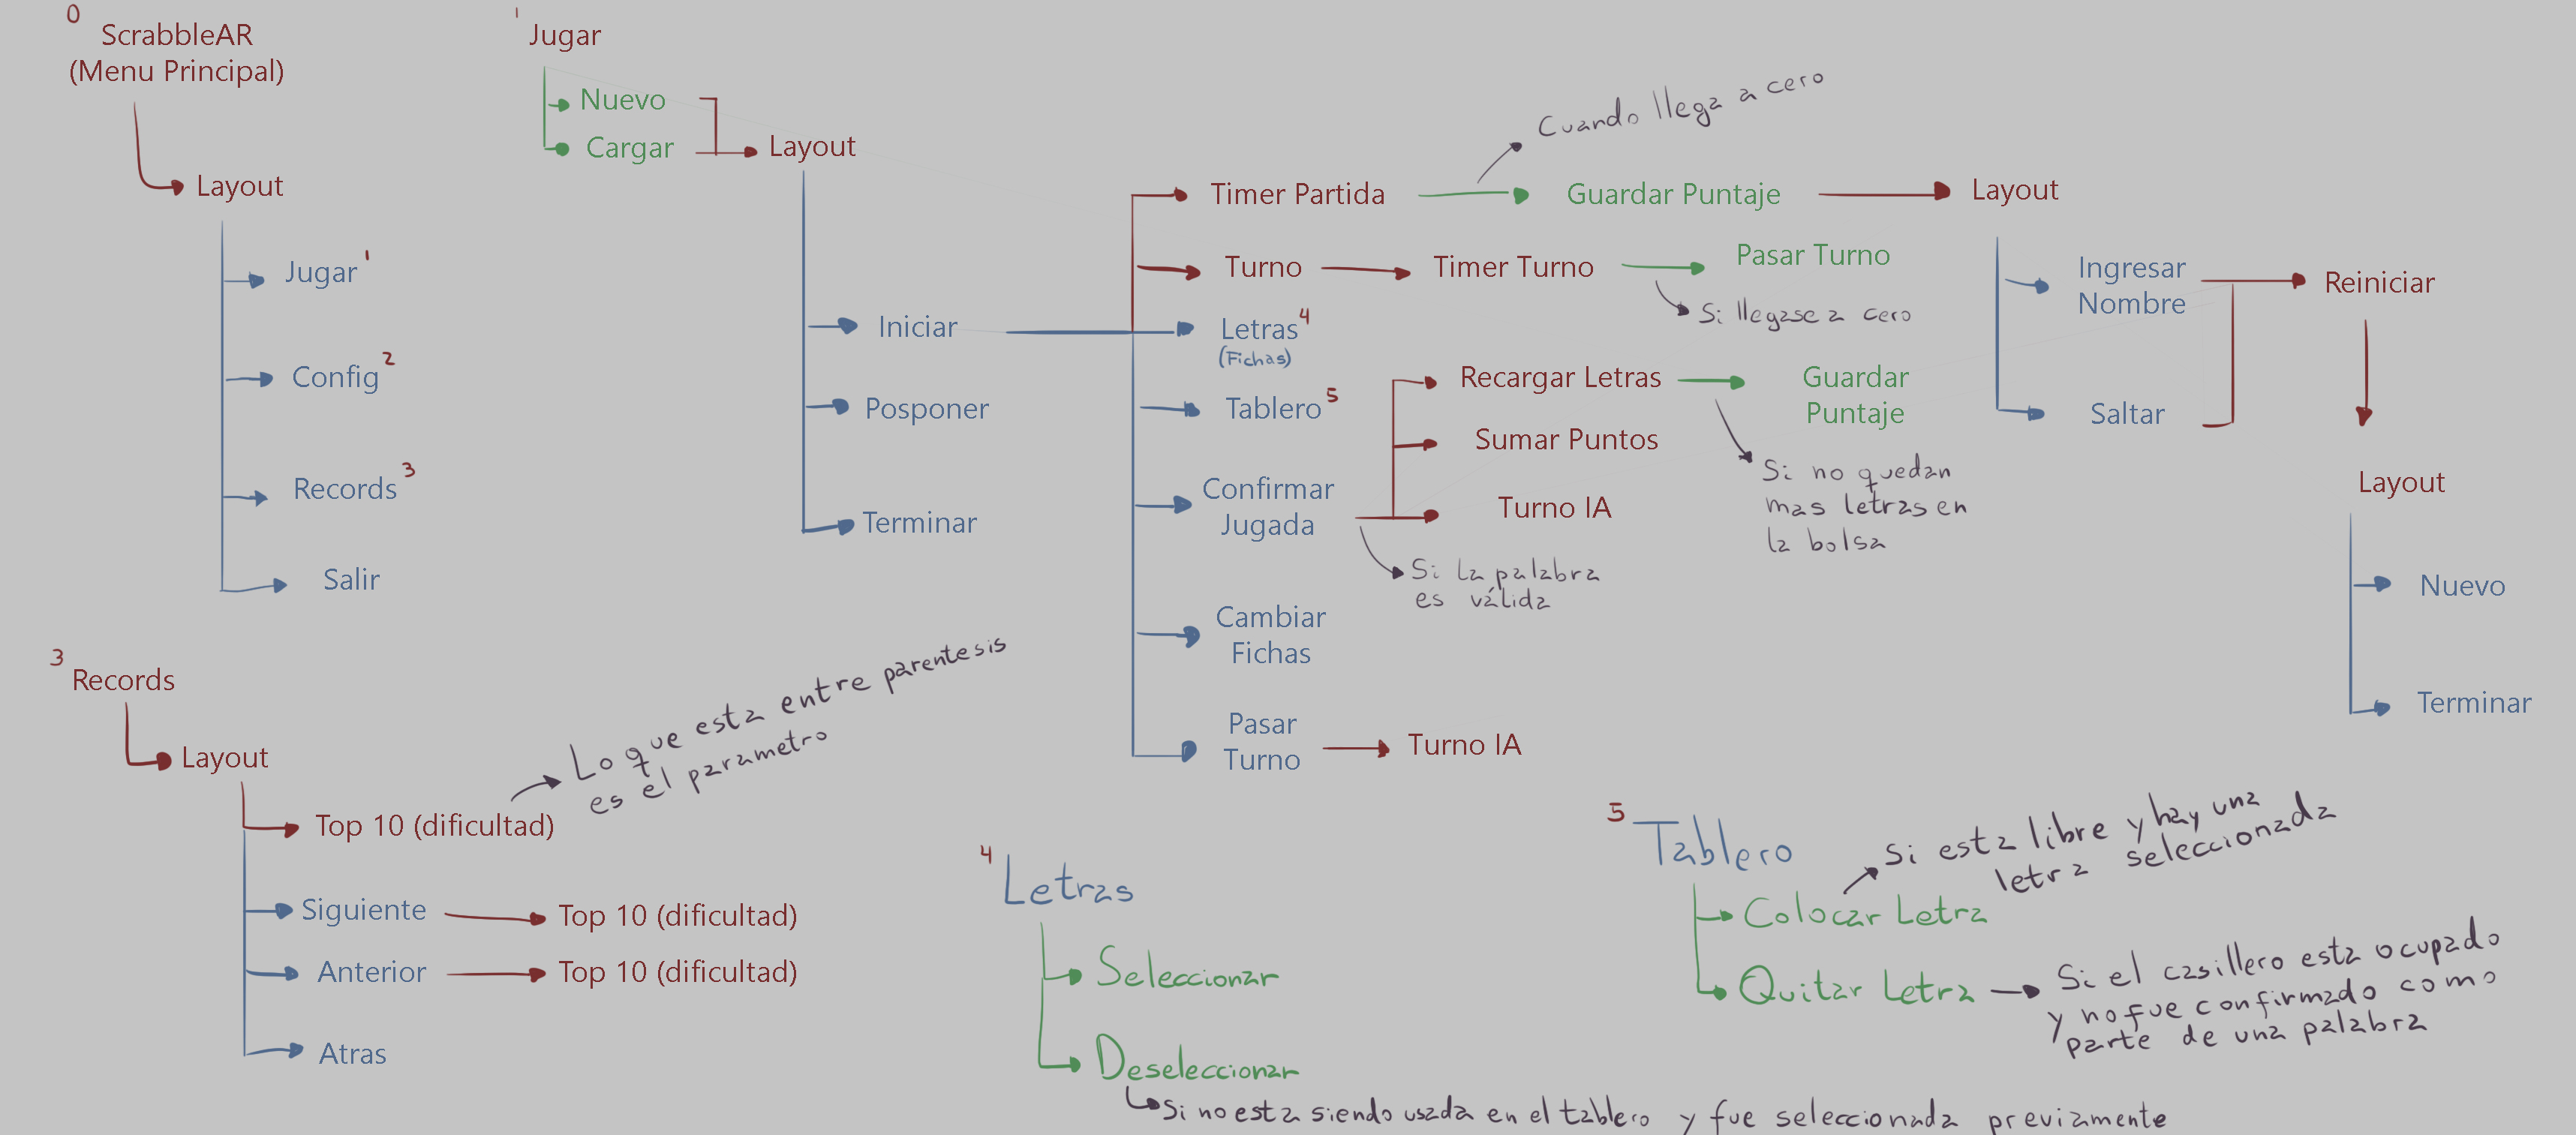 0
ScrabbleAR
(Menu Principal)
Layout
Jugar 1
Config 2
Records 3
Salir
1
Jugar
Nuevo
Cargar
Layout
Iniciar
Posponer
Terminar
Timer Partida
Cuando llega a cero
Guardar Puntaje
Layout
Ingresar
Nombre
Saltar
Reiniciar
Layout
Nuevo
Terminar
Turno
Timer Turno
Pasar Turno
Si llegase a cero
Letras 4
(Fichas)
Tablero 5
Confirmar
Jugada
Si la palabra
es válida
Recargar Letras
Guardar
Puntaje
Si no quedan
mas letras en
la bolsa
Sumar Puntos
Turno IA
Cambiar
Fichas
Pasar
Turno
Turno IA
3
Records
Layout
Top 10 (dificultad)
Lo que esta entre parentesis
es el parametro
Siguiente
Top 10 (dificultad)
Anterior
Top 10 (dificultad)
Atras
4
Letras
Seleccionar
Deseleccionar
Si no esta siendo usada en el tablero y fue seleccionada previamente
5
Tablero
Colocar Letra
Si esta libre y hay una
letra seleccionada
Quitar Letra
Si el casillero esta ocupado
y no fue confirmado como
parte de una palabra